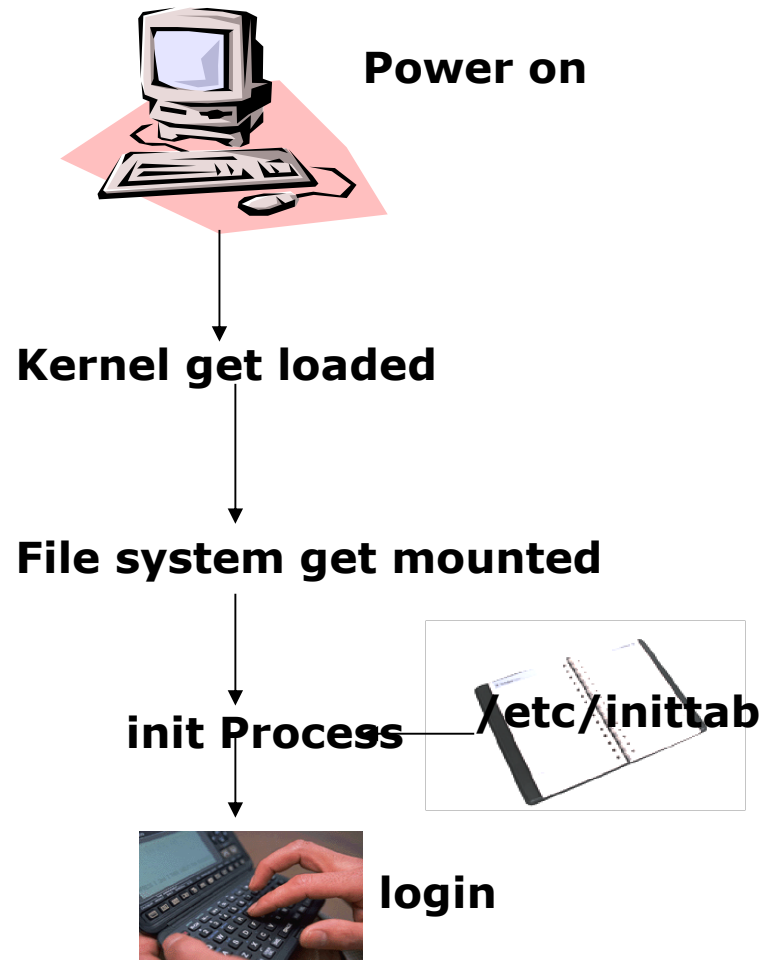 Power on
Kernel get loaded
File system get mounted
/etc/inittab
init Process
login